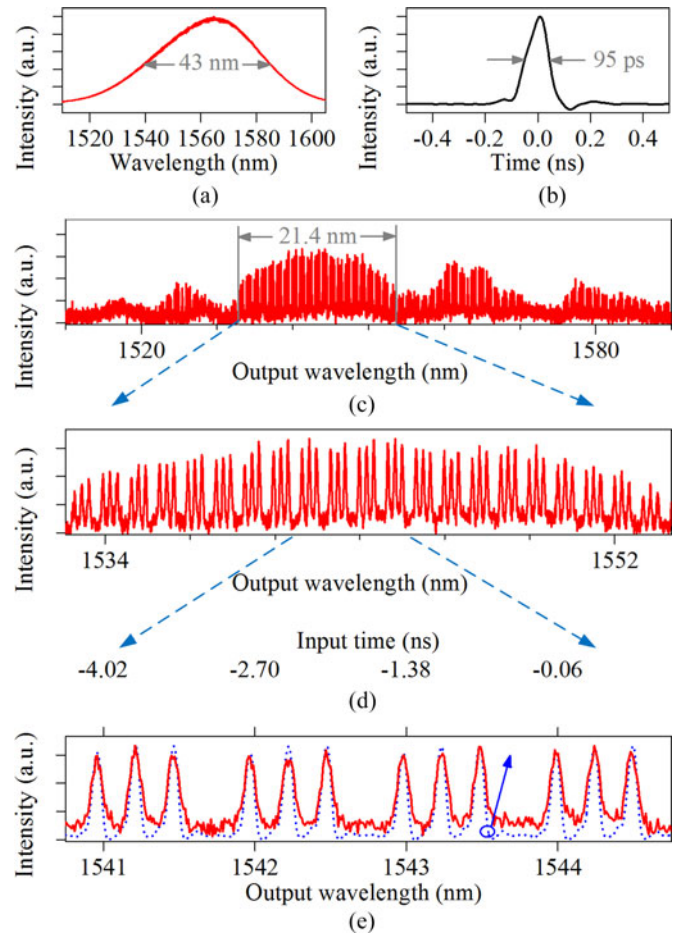 Intensity (a.u.)
43 nm
1520 1540 1560 1580 1600
Wavelength (nm)
(a)
Intensity (a.u.)
95 ps
-0.4 -0.2 0.0 0.2 0.4
Time (ns)
(b)
Intensity (a.u.)
21.4 nm
1520 1580
Output wavelength (nm)
(c)
Intensity (a.u.)
1534 1552
Output wavelength (nm)
Input time (ns)
-4.02 -2.70 -1.38 -0.06
(d)
Intensity (a.u.)
1541 1542 1543 1544
Output wavelength (nm)
(e)